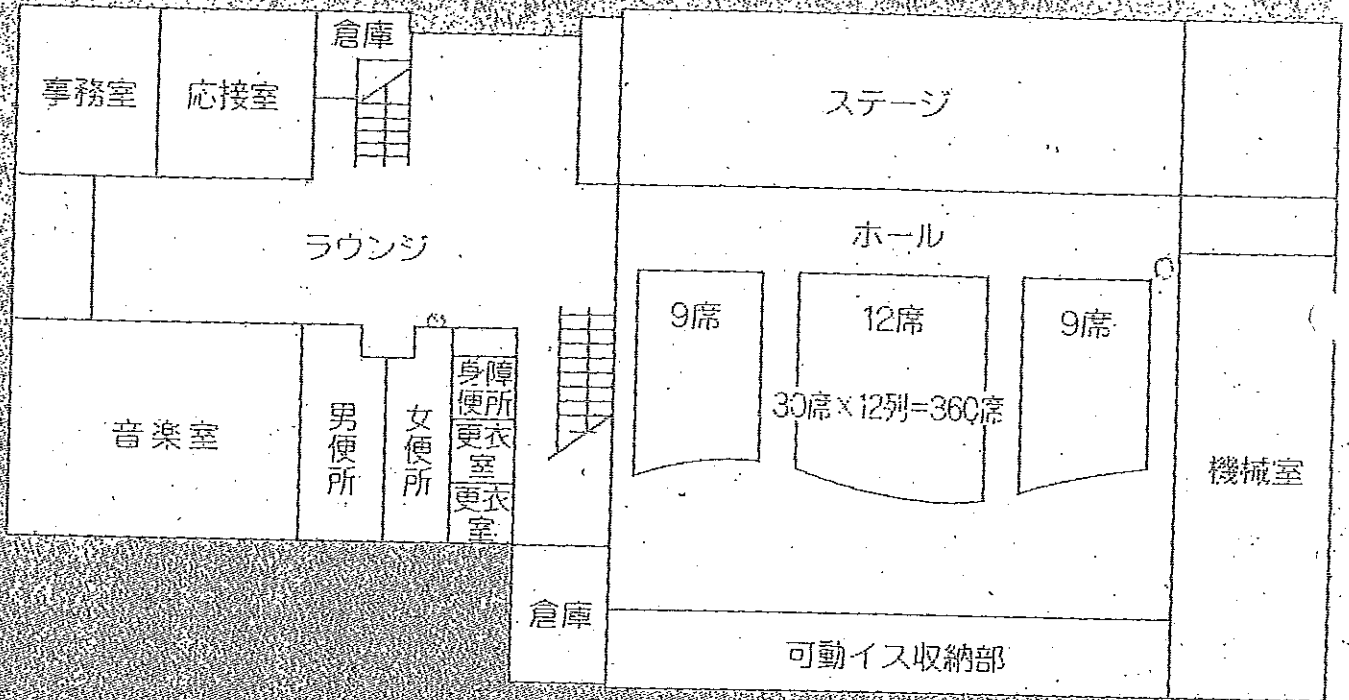 倉庫
事務室
応接室
ステージ
ラウンジ
ホール
9席
12席
9席
30席×12列=360席
音楽室
男便所
女便所
身障便所
更衣室
更衣室
機械室
倉庫
可動イス収納部